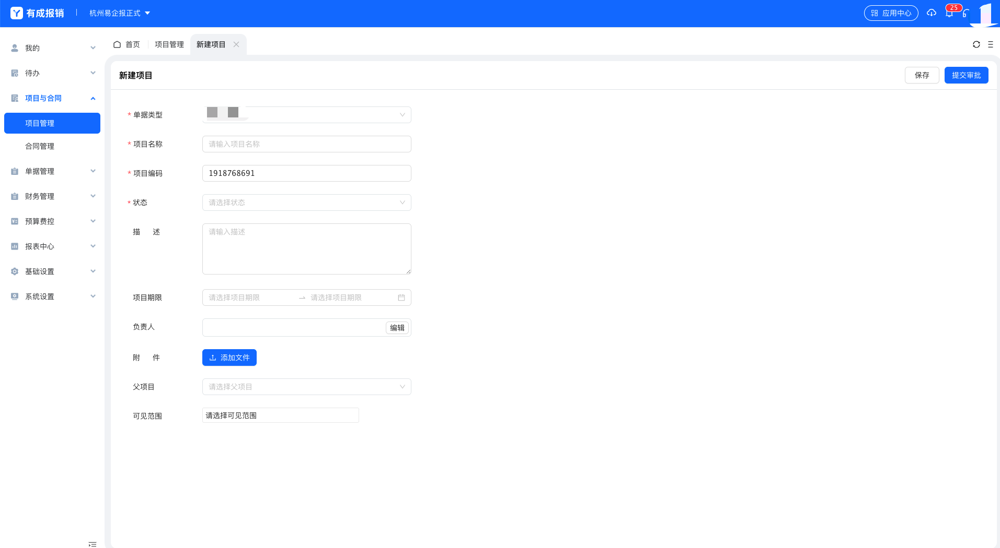 有成报销
杭州易企报正式
应用中心
25
我的
待办
项目与合同
项目管理
合同管理
单据管理
财务管理
预算费控
报表中心
基础设置
系统设置
首页
项目管理
新建项目
新建项目
保存
提交审批
* 单据类型
* 项目名称
请输入项目名称
* 项目编码
1918768691
* 状态
请选择状态
描 述
请输入描述
项目期限
请选择项目期限 → 请选择项目期限
负责人
编辑
附 件
添加文件
父项目
请选择父项目
可见范围
请选择可见范围